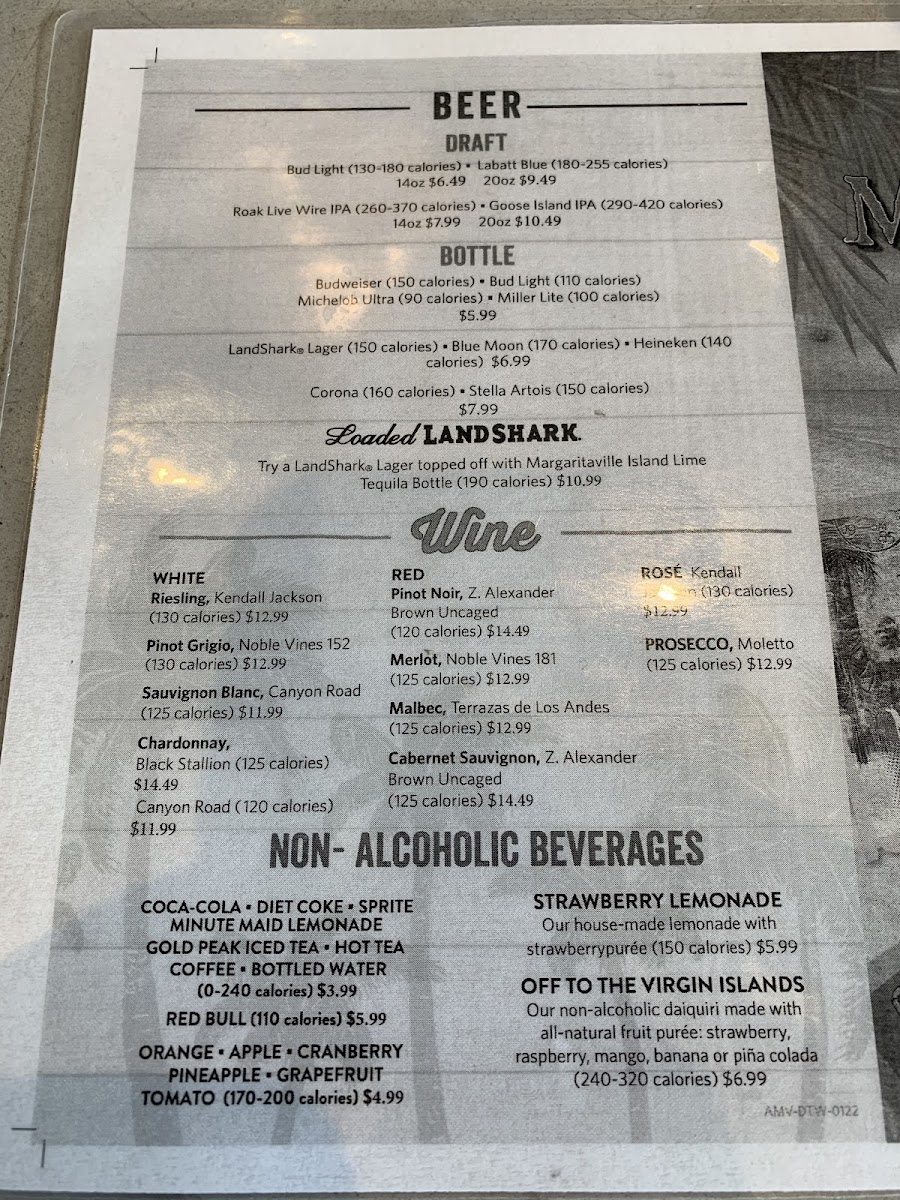 BEER
DRAFT
Bud Light (130-180 calories) ▪ Labatt Blue (180-255 calories)
14oz $6.49 20oz $9.49
Roak Live Wire IPA (260-370 calories) ▪ Goose Island IPA (290-420 calories)
14oz $7.99 20oz $10.49
BOTTLE
Budweiser (150 calories) ▪ Bud Light (110 calories)
Michelob Ultra (90 calories) ▪ Miller Lite (100 calories)
$5.99
LandShark® Lager (150 calories) ▪ Blue Moon (170 calories) ▪ Heineken (140
calories) $6.99
Corona (160 calories) ▪ Stella Artois (150 calories)
$7.99
Loaded LANDSHARK.
Try a LandShark® Lager topped off with Margaritaville Island Lime
Tequila Bottle (190 calories) $10.99
Wine
WHITE
Riesling, Kendall Jackson
(130 calories) $12.99
Pinot Grigio, Noble Vines 152
(130 calories) $12.99
Sauvignon Blanc, Canyon Road
(125 calories) $11.99
Chardonnay,
Black Stallion (125 calories)
$14.49
Canyon Road (120 calories)
$11.99
RED
Pinot Noir, Z. Alexander
Brown Uncaged
(120 calories) $14.49
Merlot, Noble Vines 181
(125 calories) $12.99
Malbec, Terrazas de Los Andes
(125 calories) $12.99
Cabernet Sauvignon, Z. Alexander
Brown Uncaged
(125 calories) $14.49
ROSÉ Kendall
(130 calories)
$12.99
PROSECCO, Moletto
(125 calories) $12.99
NON- ALCOHOLIC BEVERAGES
COCA-COLA ▪ DIET COKE ▪ SPRITE
MINUTE MAID LEMONADE
GOLD PEAK ICED TEA ▪ HOT TEA
COFFEE ▪ BOTTLED WATER
(0-240 calories) $3.99
RED BULL (110 calories) $5.99
ORANGE ▪ APPLE ▪ CRANBERRY
PINEAPPLE ▪ GRAPEFRUIT
TOMATO (170-200 calories) $4.99
STRAWBERRY LEMONADE
Our house-made lemonade with
strawberrypurée (150 calories) $5.99
OFF TO THE VIRGIN ISLANDS
Our non-alcoholic daiquiri made with
all-natural fruit purée: strawberry,
raspberry, mango, banana or piña colada
(240-320 calories) $6.99
AMV-DTW-0122